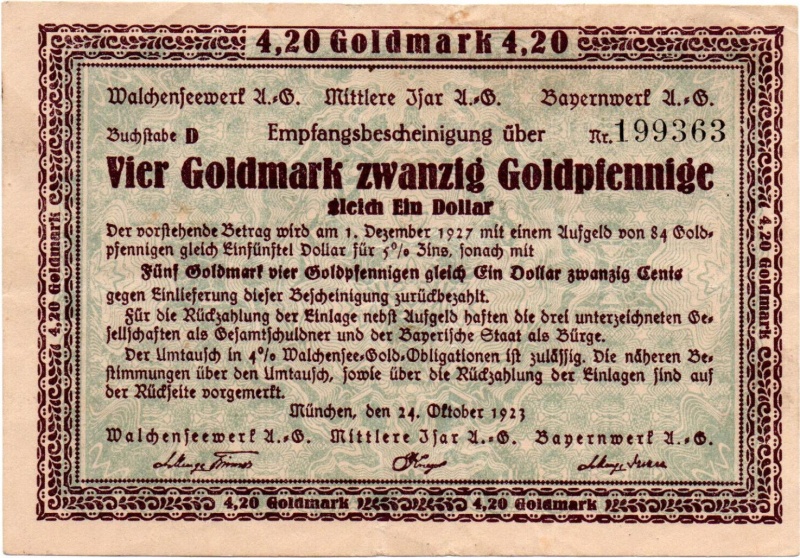 4,20 Goldmark 4,20
Walchenseewerk A.-G. Mittlere Isar A.-G. Bayernwerk A.-G.
Buchstabe D Empfangsbescheinigung über Nr. 199363
Vier Goldmark zwanzig Goldpfennige
gleich Ein Dollar
Der vorstehende Betrag wird am 1. Dezember 1927 mit einem Aufgeld von 84 Gold-
pfennigen gleich Einfünftel Dollar für 5% Zins, sonach mit
Fünf Goldmark vier Goldpfennigen gleich Ein Dollar zwanzig Cents
gegen Einlieferung dieser Bescheinigung zurückbezahlt.
Für die Rückzahlung der Einlage nebst Aufgeld haften die drei unterzeichneten Ge-
sellschaften als Gesamtschuldner und der Bayerische Staat als Bürge.
Der Umtausch in 4% Walchensee-Gold-Obligationen ist zulässig. Die näheren Be-
stimmungen über den Umtausch, sowie über die Rückzahlung der Einlagen sind auf
der Rückseite vorgemerkt.
München, den 24. Oktober 1923
Walchenseewerk A.-G. Mittlere Isar A.-G. Bayernwerk A.-G.
4,20 Goldmark
4,20 Goldmark
4,20 Goldmark
4,20 Goldmark